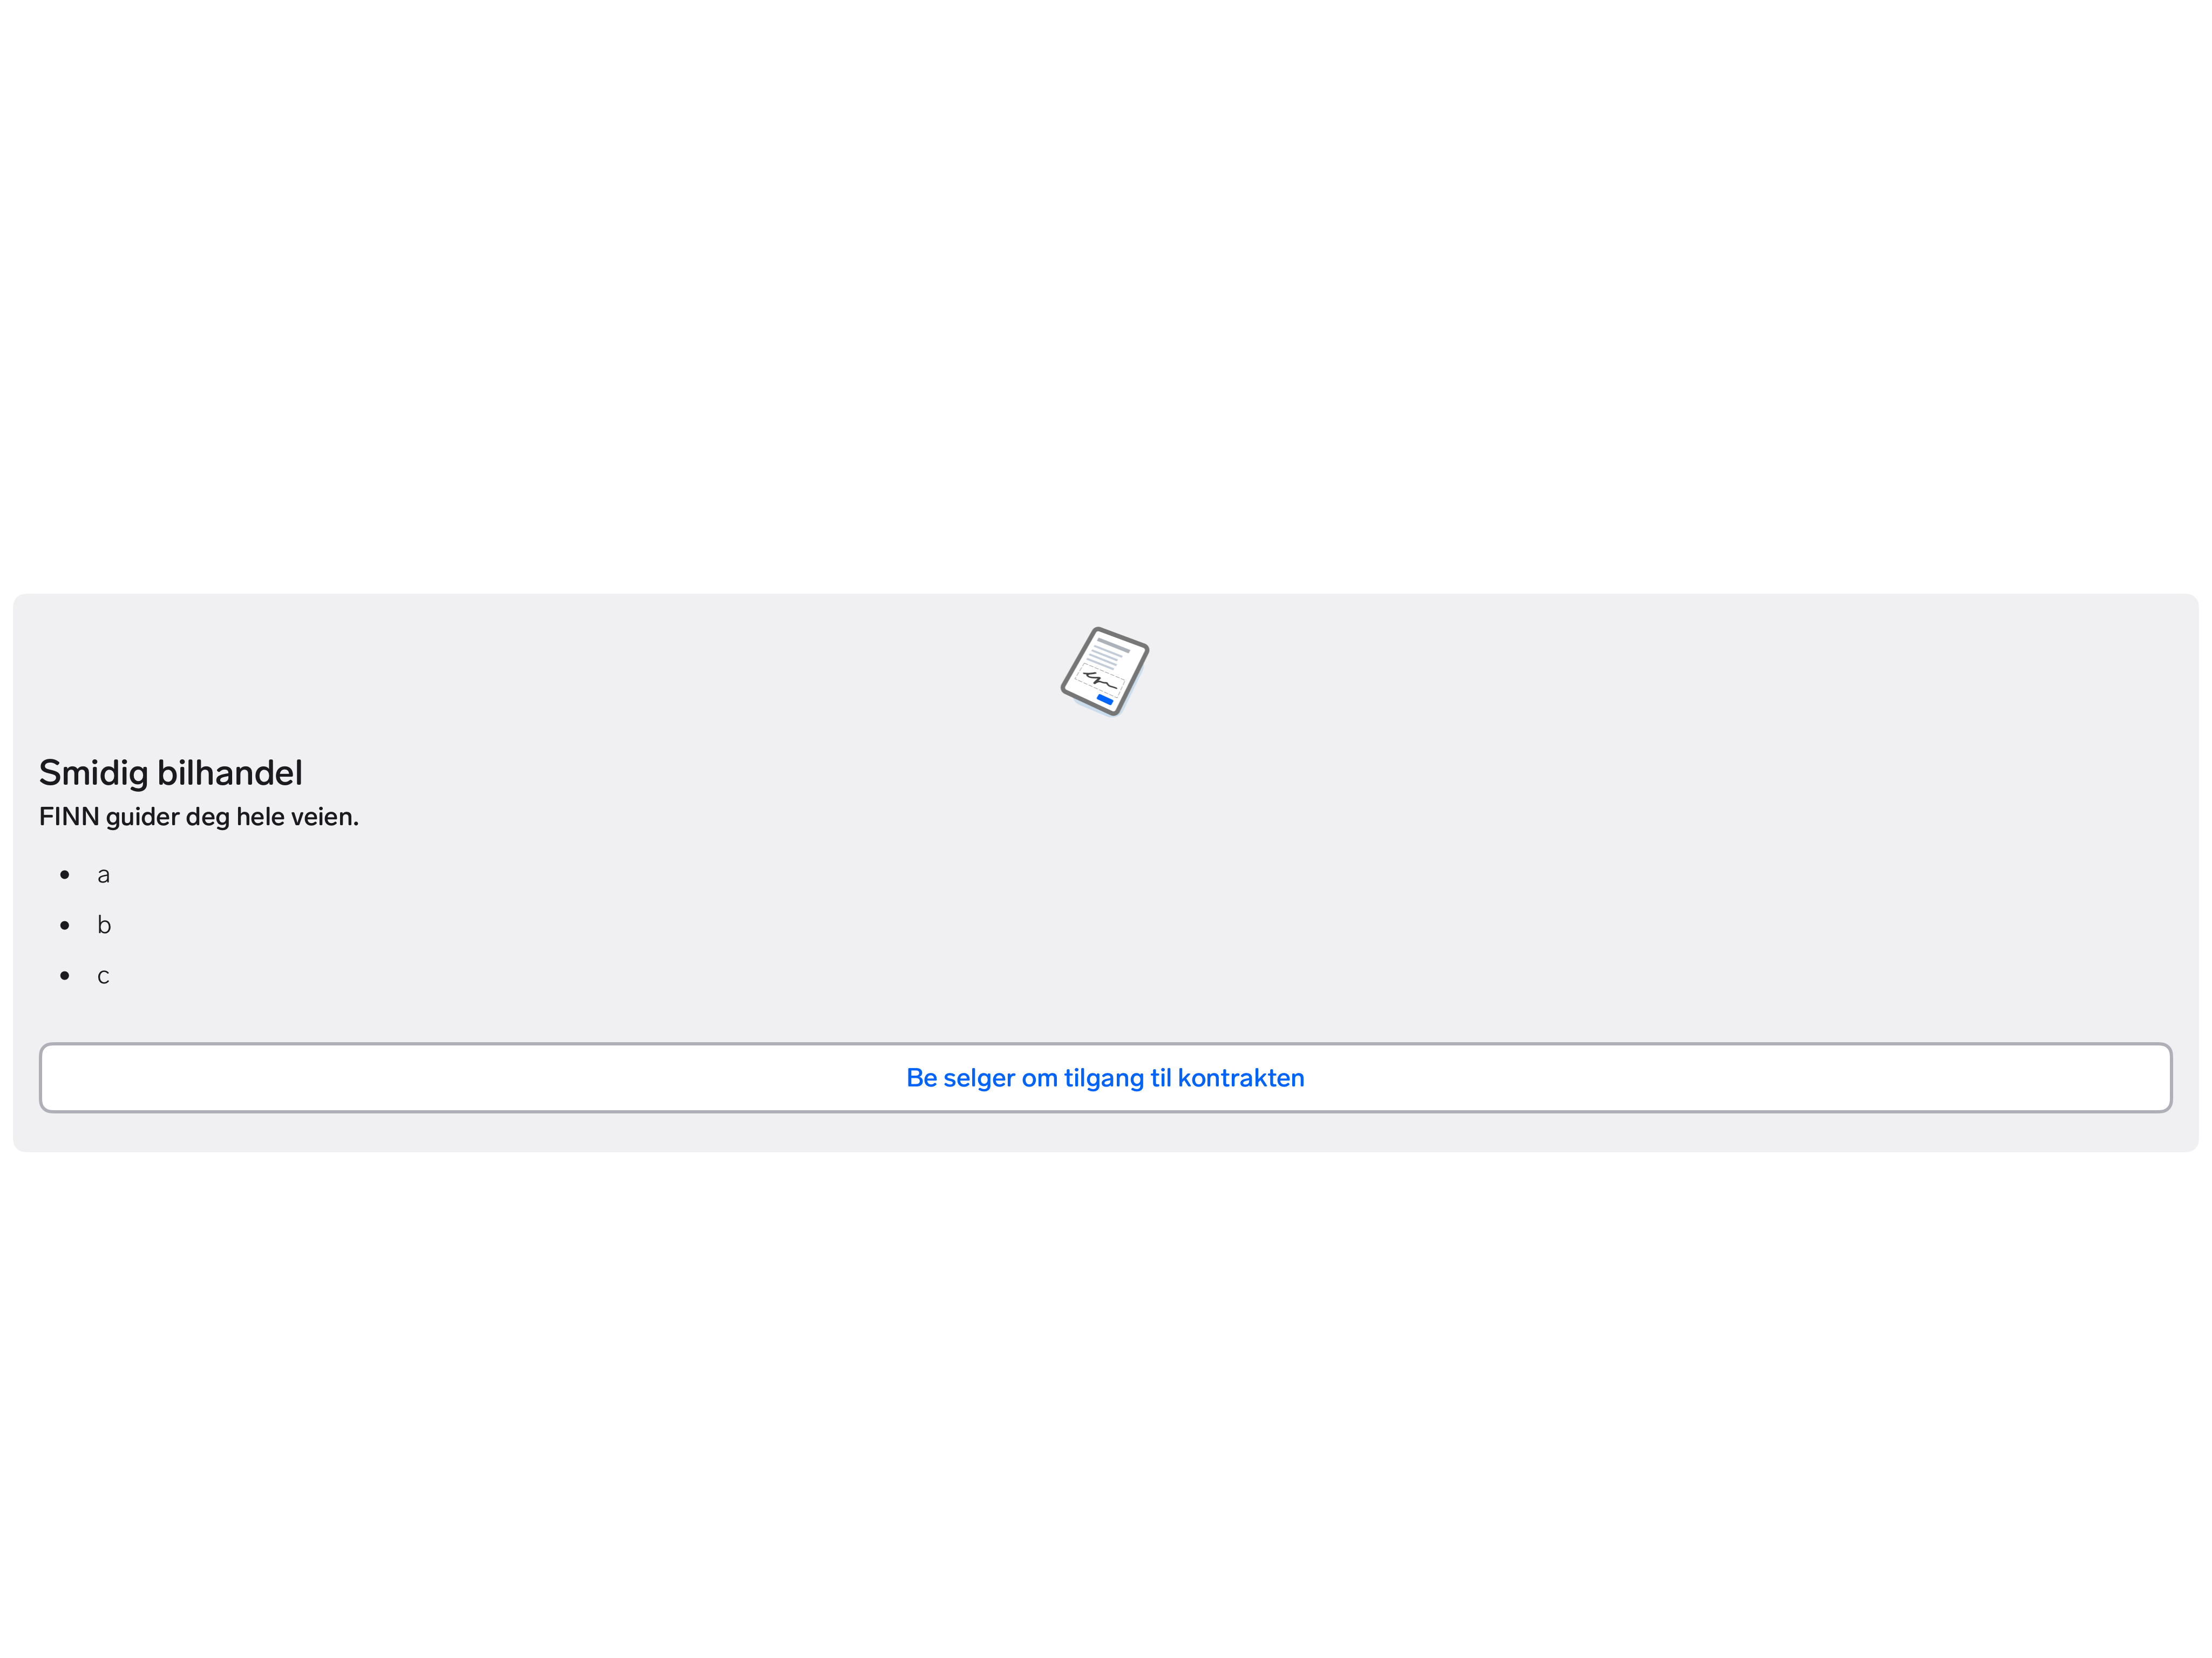 Smidig bilhandel
FINN guider deg hele veien.
• a
• b
• c
Be selger om tilgang til kontrakten